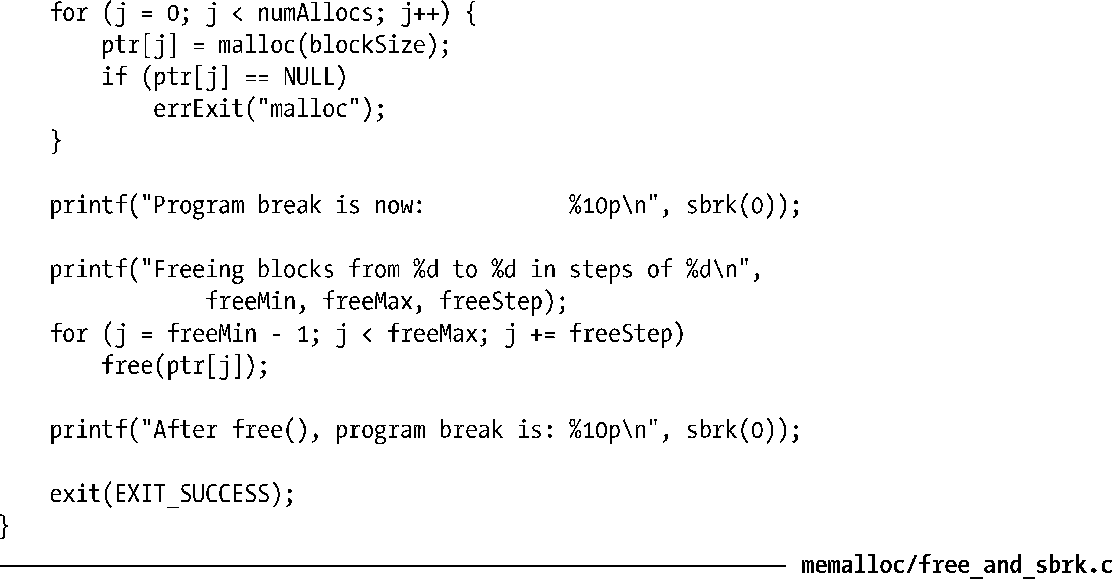 for (j = 0; j < numAllocs; j++) {
ptr[j] = malloc(blockSize);
if (ptr[j] == NULL)
errExit("malloc");
}
printf("Program break is now:           %10p\n", sbrk(0));
printf("Freeing blocks from %d to %d in steps of %d\n",
freeMin, freeMax, freeStep);
for (j = freeMin - 1; j < freeMax; j += freeStep)
free(ptr[j]);
printf("After free(), program break is: %10p\n", sbrk(0));
exit(EXIT_SUCCESS);
}
memalloc/free_and_sbrk.c